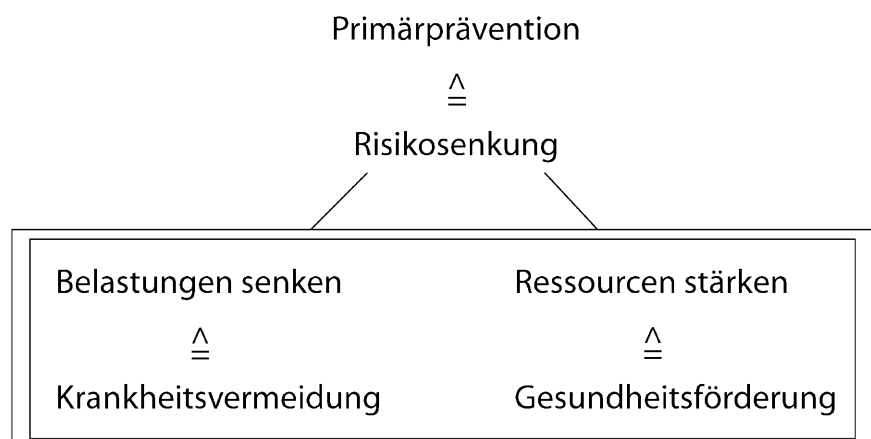 Primärprävention
≙
Risikosenkung
Belastungen senken
≙
Krankheitsvermeidung
Ressourcen stärken
≙
Gesundheitsförderung